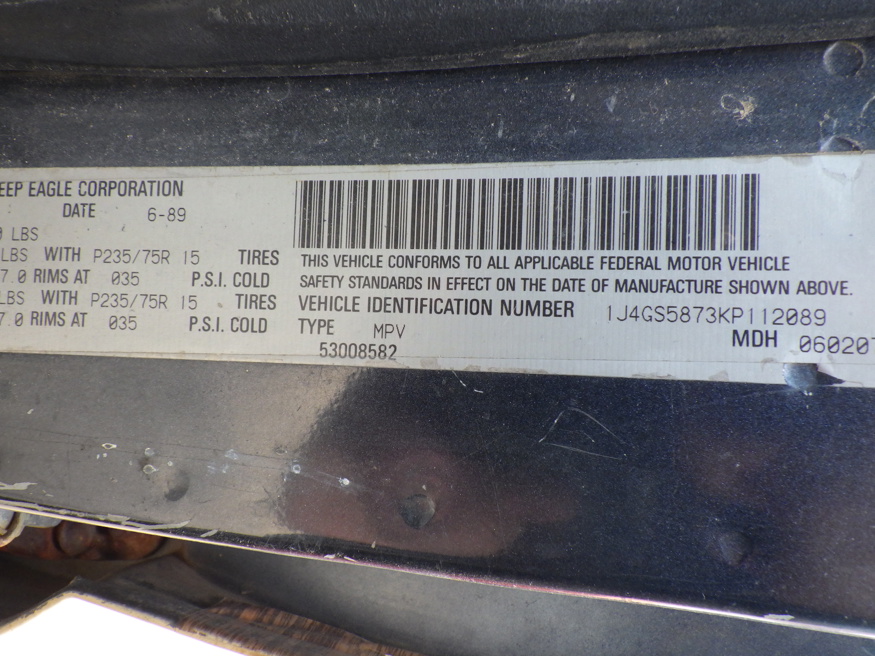 EEP EAGLE CORPORATION
DATE 6-89
LBS
LBS WITH P235/75R 15 TIRES
7.0 RIMS AT 035 P.S.I. COLD
LBS WITH P235/75R 15 TIRES
7.0 RIMS AT 035 P.S.I. COLD
THIS VEHICLE CONFORMS TO ALL APPLICABLE FEDERAL MOTOR VEHICLE
SAFETY STANDARDS IN EFFECT ON THE DATE OF MANUFACTURE SHOWN ABOVE.
VEHICLE IDENTIFICATION NUMBER 1J4GS5873KP112089
TYPE MPV MDH 06020
53008582